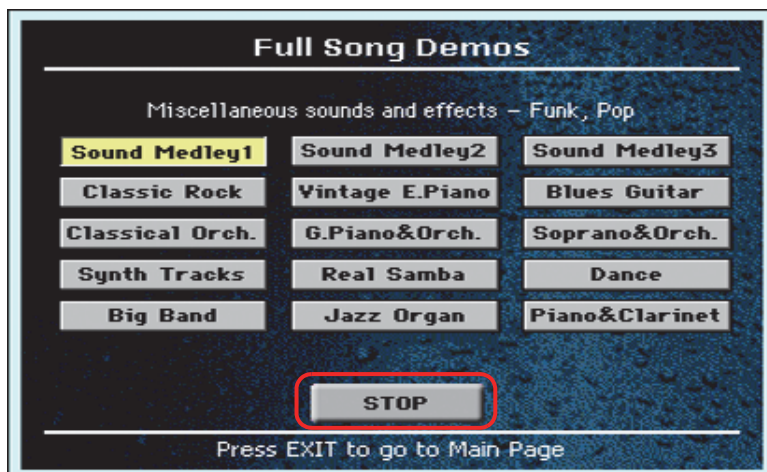 Full Song Demos
Miscellaneous sounds and effects – Funk, Pop
Sound Medley1 Sound Medley2 Sound Medley3
Classic Rock Vintage E.Piano Blues Guitar
Classical Orch. G.Piano&Orch. Soprano&Orch.
Synth Tracks Real Samba Dance
Big Band Jazz Organ Piano&Clarinet
STOP
Press EXIT to go to Main Page